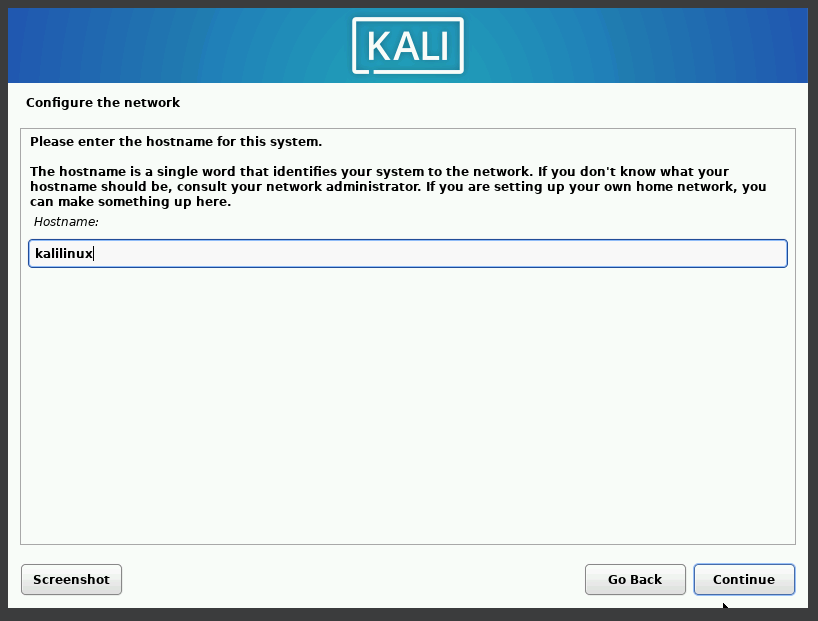 KALI
Configure the network
Please enter the hostname for this system.
The hostname is a single word that identifies your system to the network. If you don't know what your
hostname should be, consult your network administrator. If you are setting up your own home network, you
can make something up here.
Hostname:
kalilinux
Screenshot
Go Back
Continue